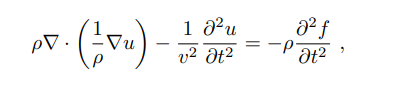 ρ∇ · (1/ρ ∇u) − 1/v² ∂²u/∂t² = −ρ ∂²f/∂t² ,